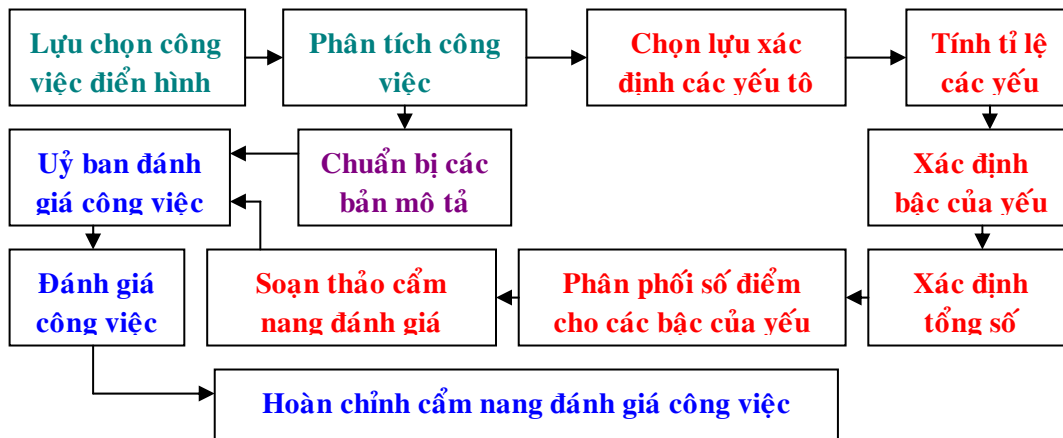 Lựu chọn công
việc điển hình
Phân tích công
việc
Chọn lựu xác
định các yếu tô
Tính tỉ lệ
các yếu
Uỷ ban đánh
giá công việc
Chuẩn bị các
bản mô tả
Xác định
bậc của yếu
Đánh giá
công việc
Soạn thảo cẩm
nang đánh giá
Phân phối số điểm
cho các bậc của yếu
Xác định
tổng số
Hoàn chỉnh cẩm nang đánh giá công việc